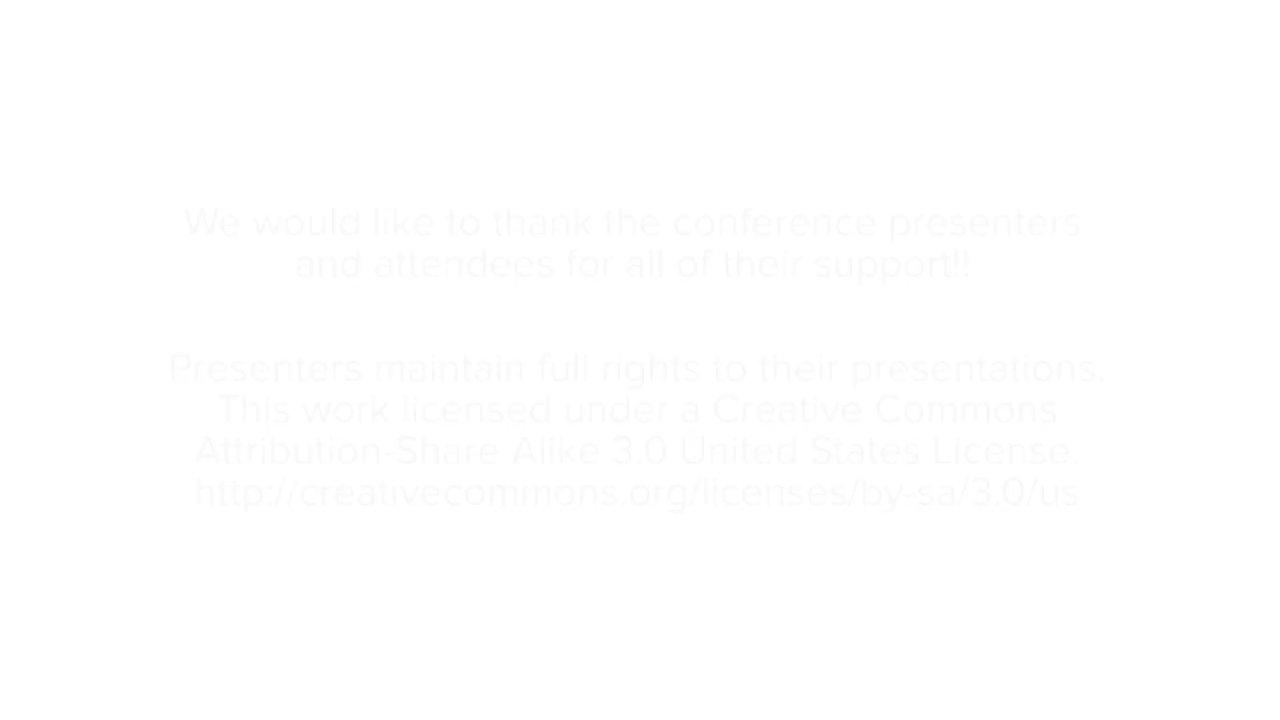 We would like to thank the conference presenters
and attendees for all of their support!!
Presenters maintain full rights to their presentations.
This work licensed under a Creative Commons
Attribution-Share Alike 3.0 United States License.
http://creativecommons.org/licenses/by-sa/3.0/us